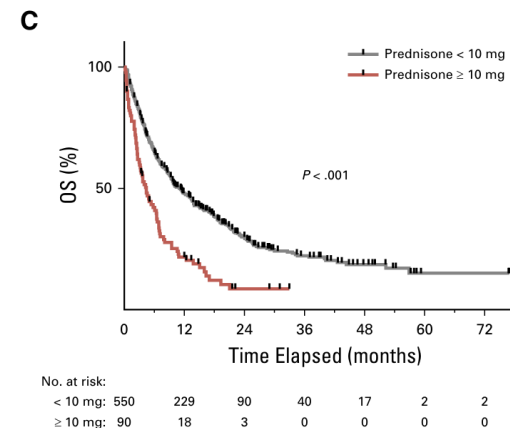 C
Prednisone < 10 mg
Prednisone ≥ 10 mg
100
50
OS (%)
P < .001
0 12 24 36 48 60 72
Time Elapsed (months)
No. at risk:
< 10 mg: 550 229 90 40 17 2 2
≥ 10 mg: 90 18 3 0 0 0 0